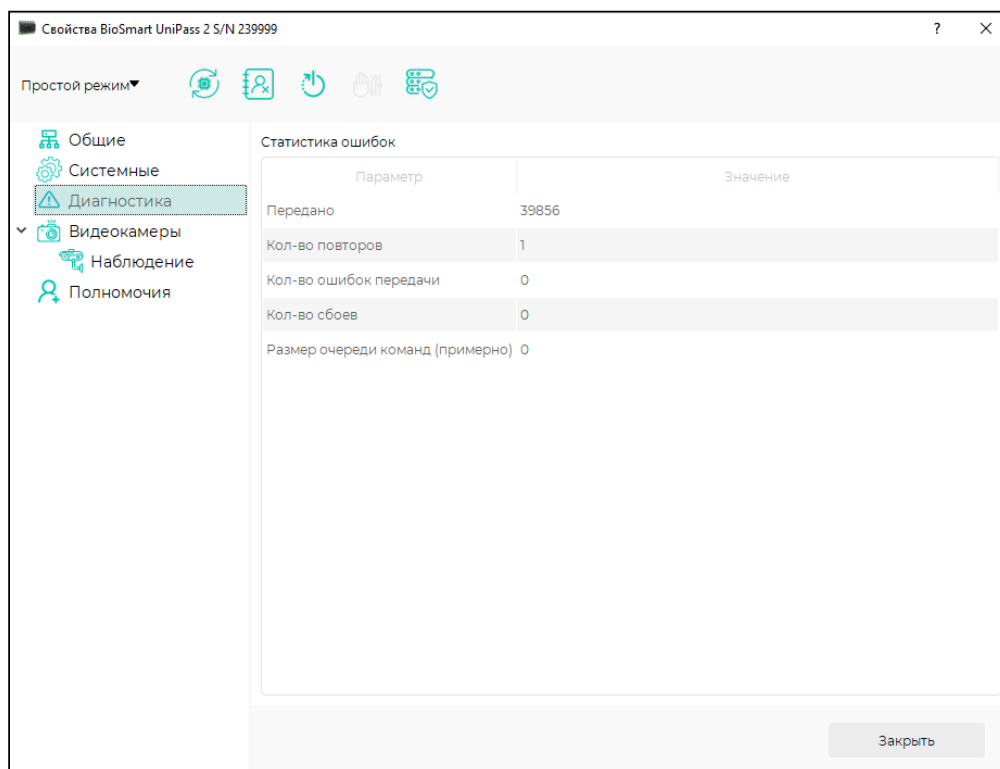 Свойства BioSmart UniPass 2 S/N 239999
?
Простой режим
Общие
Системные
Диагностика
Видеокамеры
Наблюдение
Полномочия
Статистика ошибок
Параметр Значение
Передано 39856
Кол-во повторов 1
Кол-во ошибок передачи 0
Кол-во сбоев 0
Размер очереди команд (примерно) 0
Закрыть